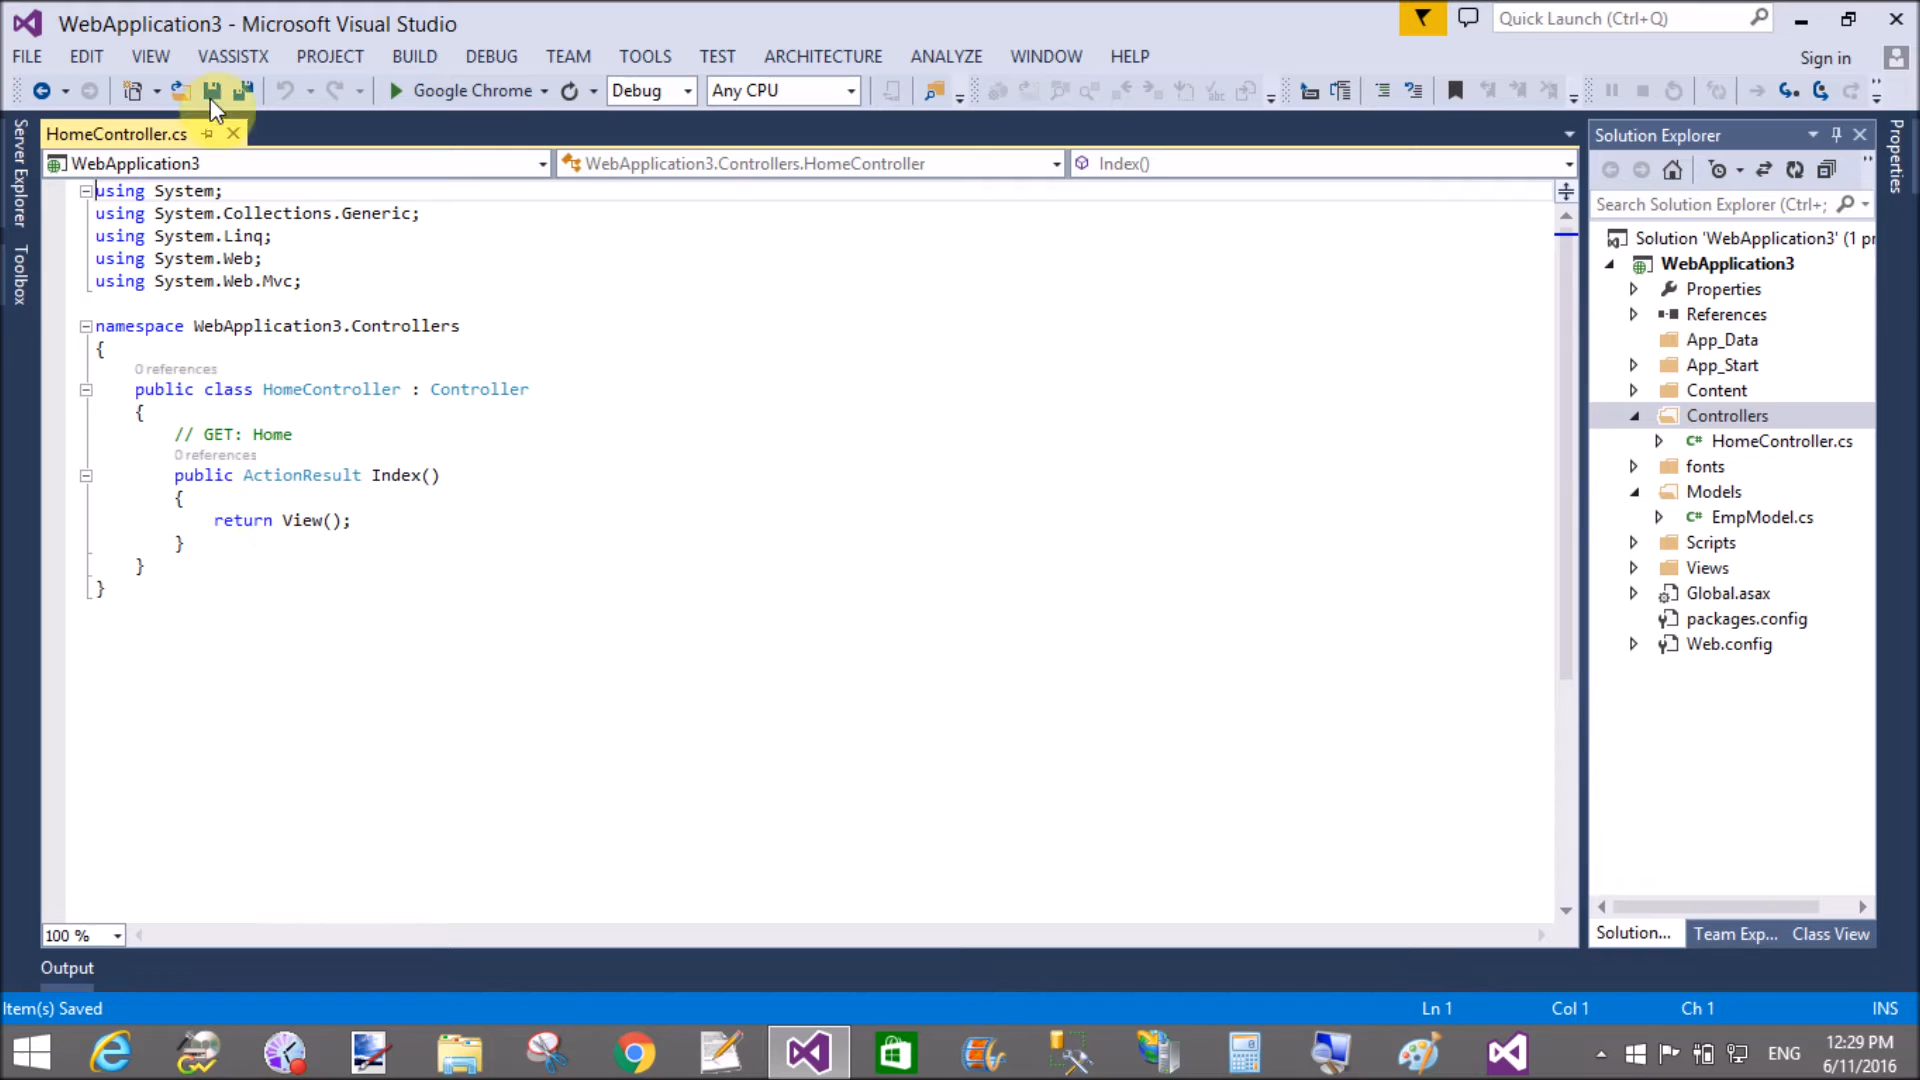 WebApplication3 - Microsoft Visual Studio
Quick Launch (Ctrl+Q)
FILE EDIT VIEW VASSISTX PROJECT BUILD DEBUG TEAM TOOLS TEST ARCHITECTURE ANALYZE WINDOW HELP
Sign in
Google Chrome Debug Any CPU
Server Explorer
Toolbox
HomeController.cs
WebApplication3 WebApplication3.Controllers.HomeController Index()
using System;
using System.Collections.Generic;
using System.Linq;
using System.Web;
using System.Web.Mvc;
namespace WebApplication3.Controllers
{
0 references
public class HomeController : Controller
{
// GET: Home
0 references
public ActionResult Index()
{
return View();
}
}
}
100 %
Solution Explorer
Search Solution Explorer (Ctrl+;
Solution 'WebApplication3' (1 pr
WebApplication3
Properties
References
App_Data
App_Start
Content
Controllers
HomeController.cs
fonts
Models
EmpModel.cs
Scripts
Views
Global.asax
packages.config
Web.config
Solution... Team Exp... Class View
Properties
Output
Item(s) Saved
Ln 1 Col 1 Ch 1 INS
ENG
12:29 PM
6/11/2016